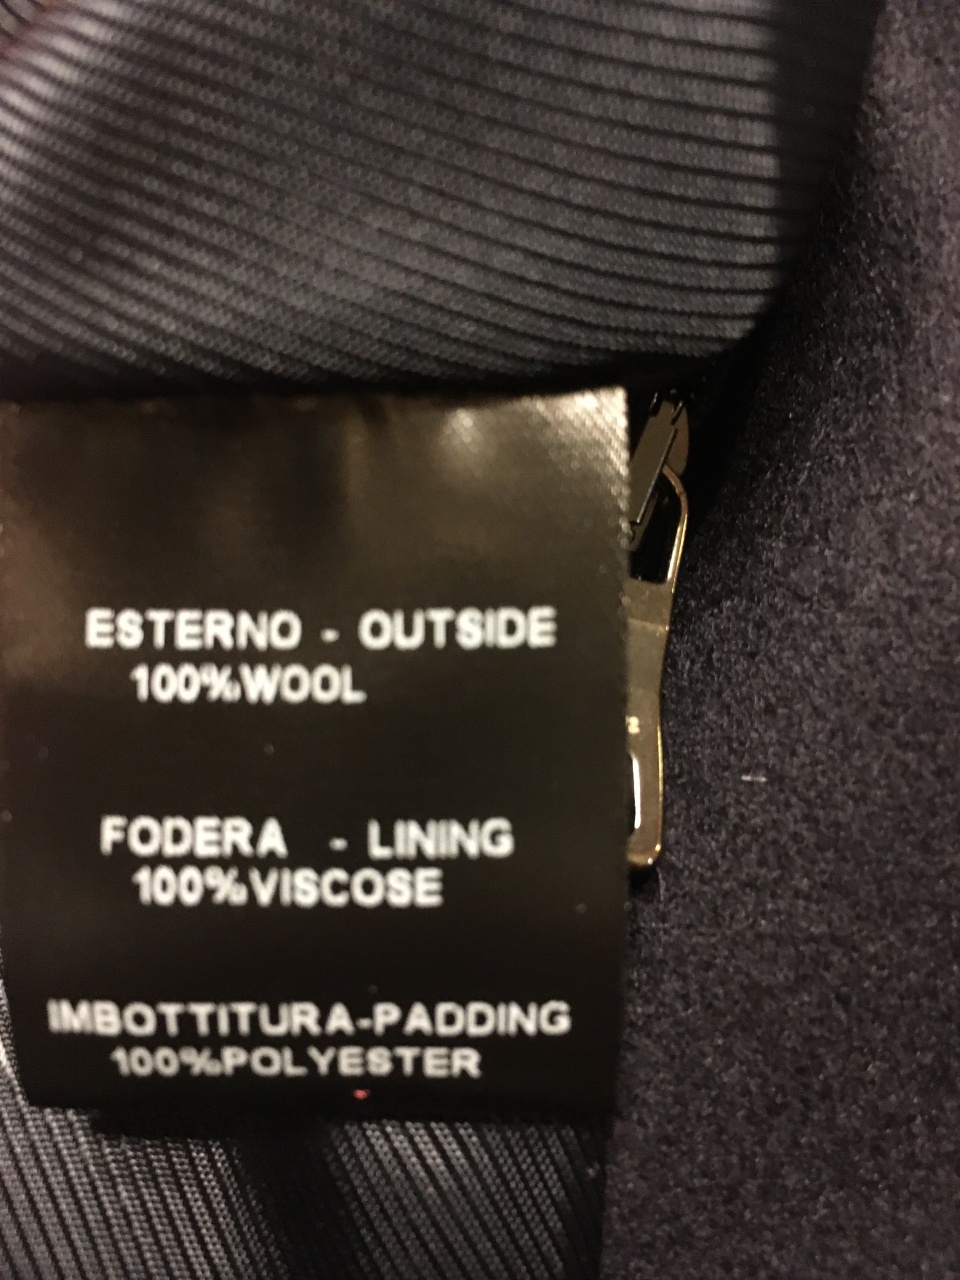 ESTERNO - OUTSIDE
100%WOOL
FODERA - LINING
100%VISCOSE
IMBOTTITURA-PADDING
100%POLYESTER